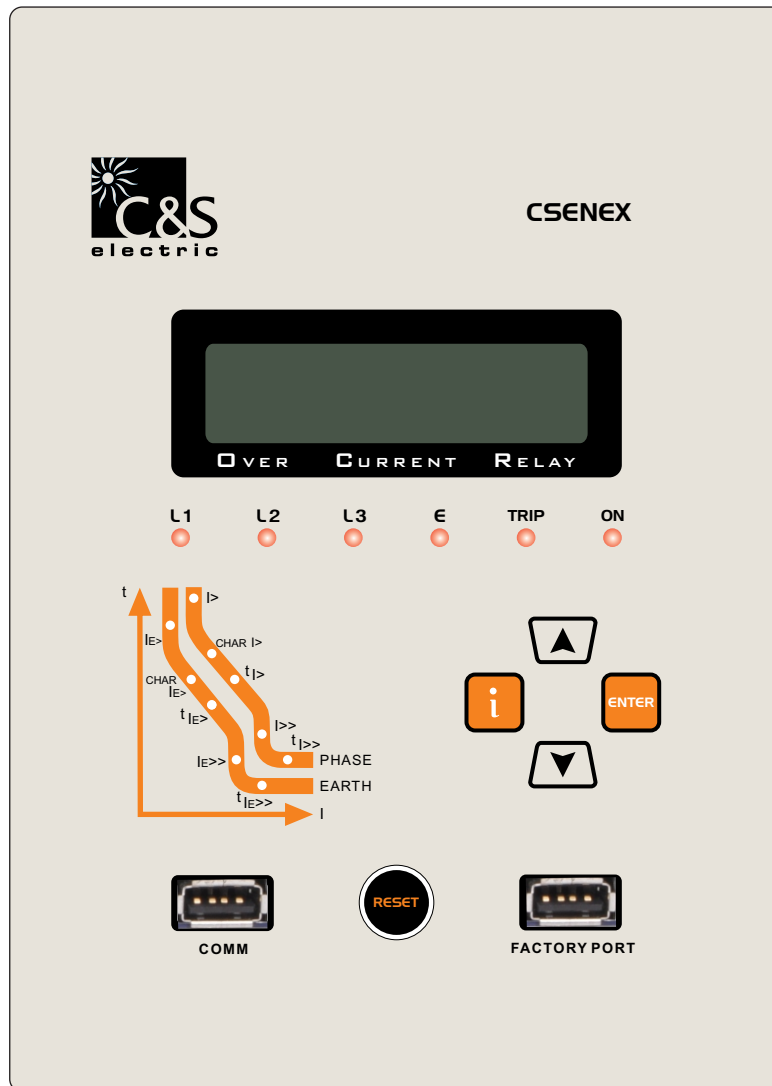 C&S
electric
CSENEX
OVER CURRENT RELAY
L1 L2 L3 E TRIP ON
t
I>
IE>
CHAR I>
CHAR
IE>
tI>
tIE>
I>>
tI>>
IE>>
PHASE
EARTH
tIE>>
I
i
ENTER
RESET
COMM
FACTORY PORT